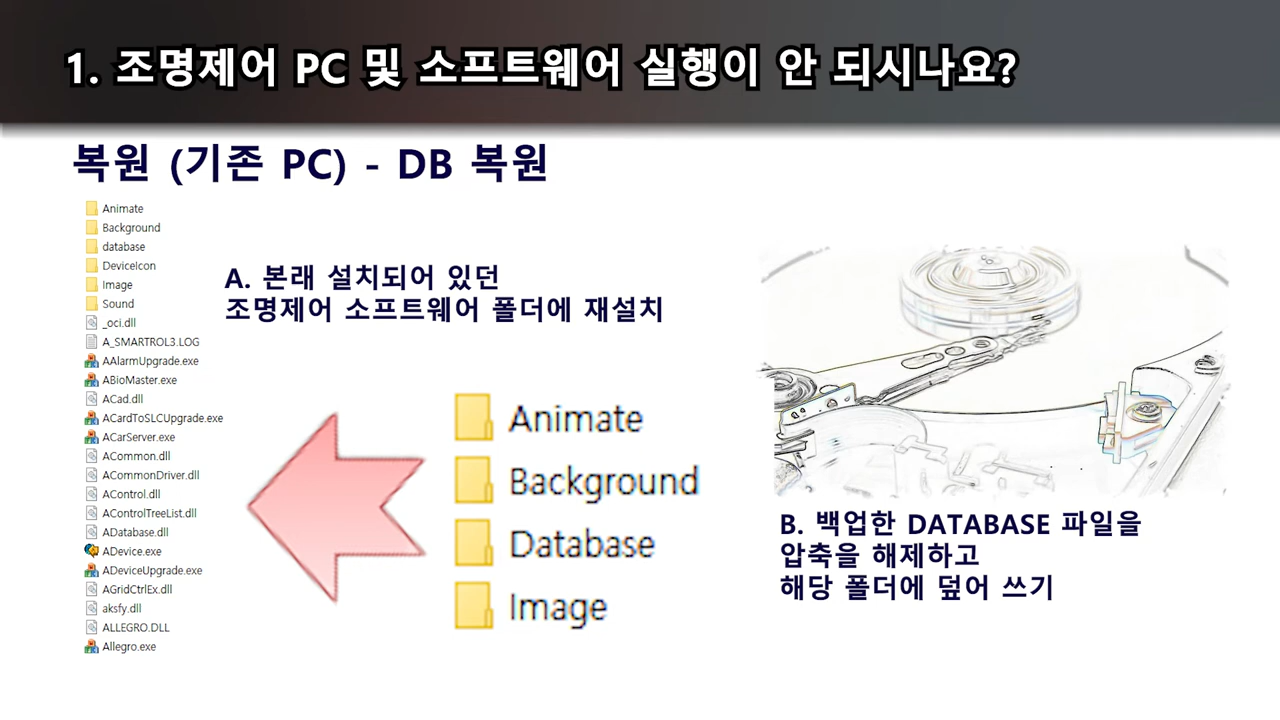 1. 조명제어 PC 및 소프트웨어 실행이 안 되시나요?
복원 (기존 PC) - DB 복원
Animate
Background
database
DeviceIcon
Image
Sound
_oci.dll
A_SMARTROL3.LOG
AAlarmUpgrade.exe
ABioMaster.exe
ACad.dll
ACardToSLCUpgrade.exe
ACarServer.exe
ACommon.dll
ACommonDriver.dll
AControl.dll
AControlTreeList.dll
ADatabase.dll
ADevice.exe
ADeviceUpgrade.exe
AGridCtrlEx.dll
aksfy.dll
ALLEGRO.DLL
Allegro.exe
A. 본래 설치되어 있던
조명제어 소프트웨어 폴더에 재설치
Animate
Background
Database
Image
B. 백업한 DATABASE 파일을
압축을 해제하고
해당 폴더에 덮어 쓰기